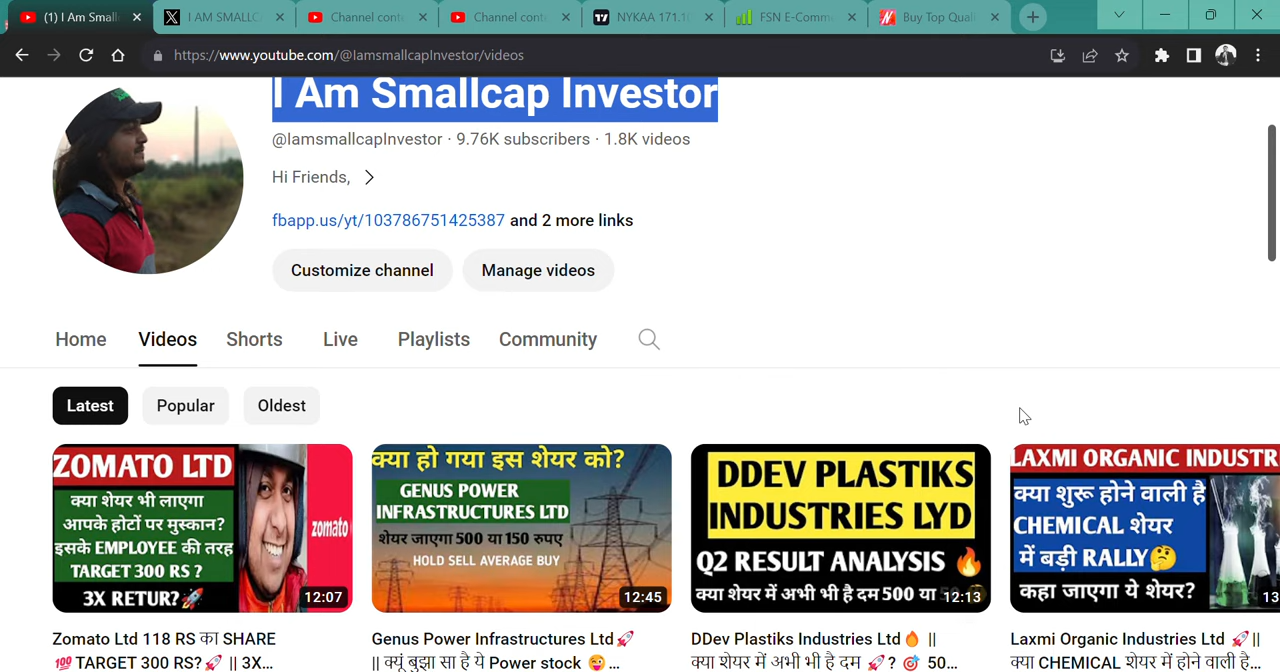 (1) I Am Small
I AM SMALLC
Channel cont
Channel cont
NYKAA 171.1
FSN E-Comm
Buy Top Quali
https://www.youtube.com/@IamsmallcapInvestor/videos
I Am Smallcap Investor
@IamsmallcapInvestor · 9.76K subscribers · 1.8K videos
Hi Friends,
fbapp.us/yt/103786751425387 and 2 more links
Customize channel
Manage videos
Home
Videos
Shorts
Live
Playlists
Community
Latest
Popular
Oldest
ZOMATO LTD
क्या शेयर भी लाएगा
आपके होटों पर मुस्कान?
इसके EMPLOYEE की तरह
TARGET 300 RS ?
3X RETUR?🚀
zomato
12:07
क्या हो गया इस शेयर को?
GENUS POWER
INFRASTRUCTURES LTD
शेयर जाएगा 500 या 150 रुपए
HOLD SELL AVERAGE BUY
12:45
DDEV PLASTIKS
INDUSTRIES LYD
Q2 RESULT ANALYSIS 🔥
क्या शेयर में अभी भी है दम 500 या
12:13
LAXMI ORGANIC INDUSTR
क्या शुरू होने वाली है
CHEMICAL शेयर
में बड़ी RALLY🤔
कहा जाएगा ये शेयर?
13
Zomato Ltd 118 RS का SHARE
💯 TARGET 300 RS?🚀 || 3X...
Genus Power Infrastructures Ltd🚀
|| क्यूं बुझा सा है ये Power stock 😜...
DDev Plastiks Industries Ltd🔥 ||
क्या शेयर में अभी भी है दम 🚀? 🎯 50...
Laxmi Organic Industries Ltd 🚀||
क्या CHEMICAL शेयर में होने वाली है...